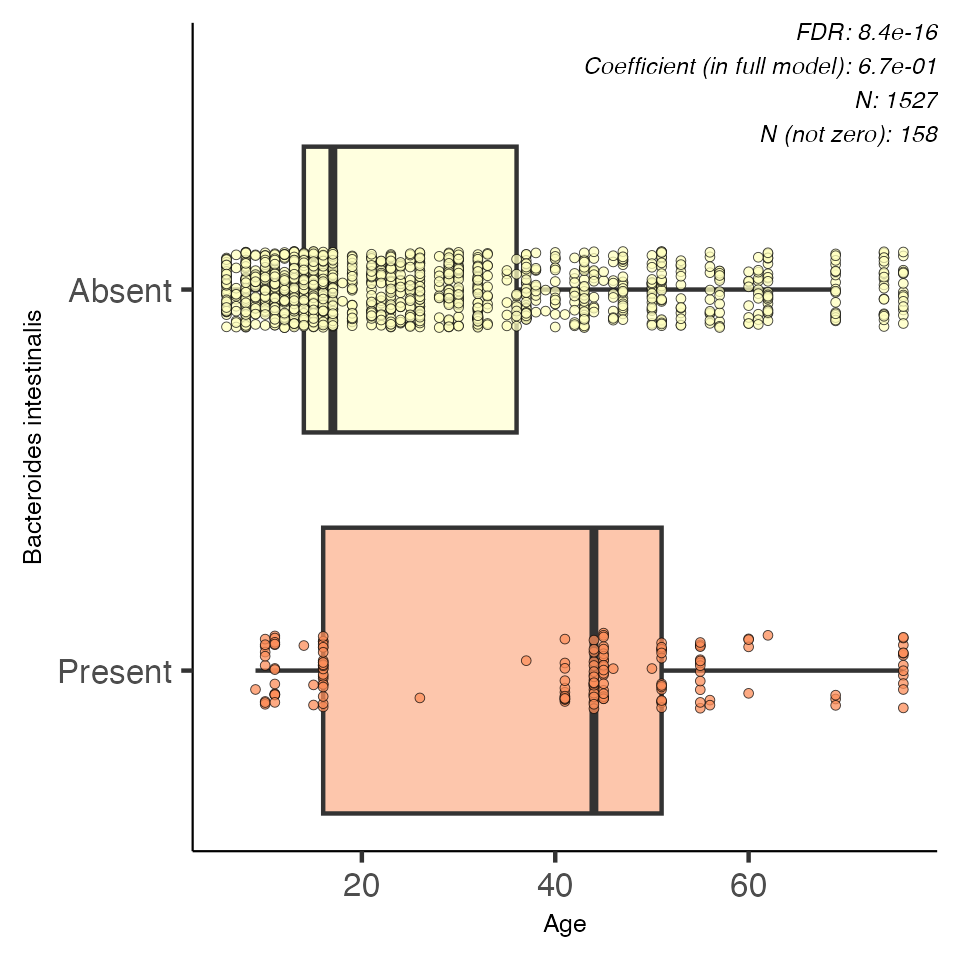 FDR: 8.4e-16
Coefficient (in full model): 6.7e-01
N: 1527
N (not zero): 158
Bacteroides intestinalis
Absent
Present
20 40 60
Age